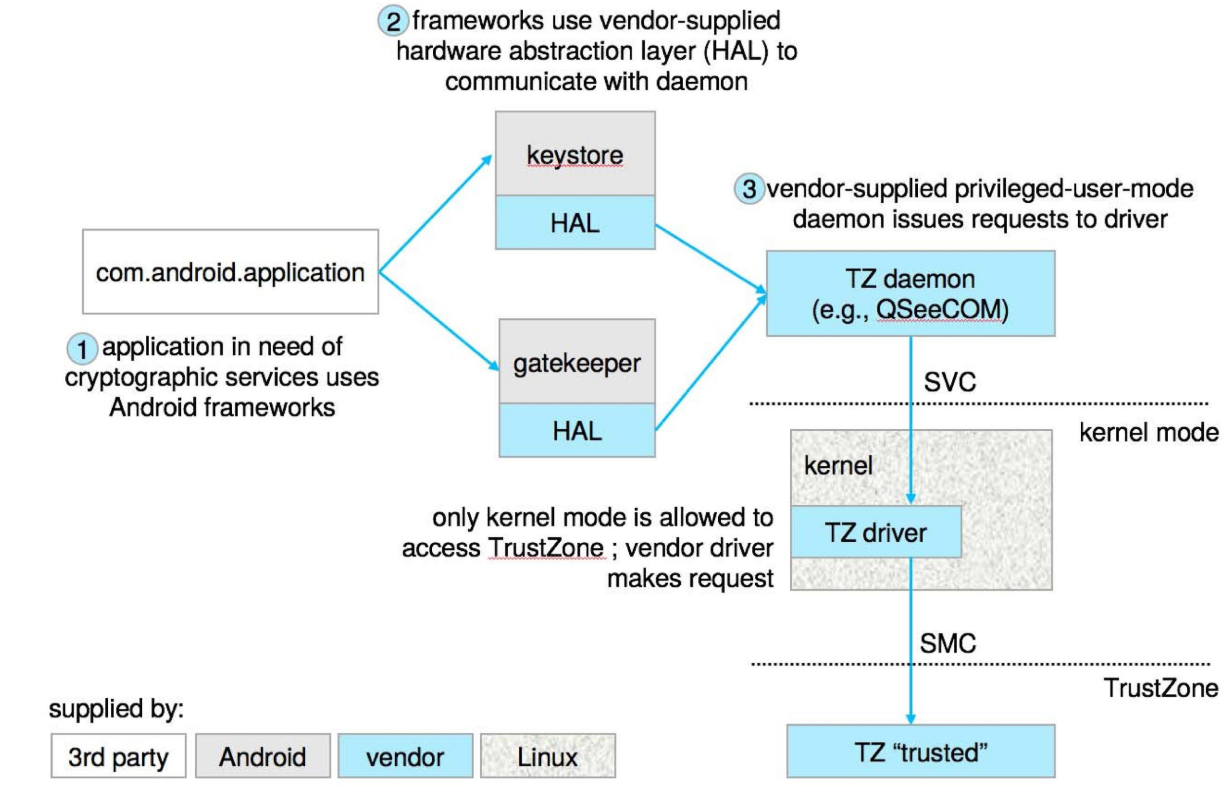 2 frameworks use vendor-supplied
hardware abstraction layer (HAL) to
communicate with daemon
keystore
HAL
3 vendor-supplied privileged-user-mode
daemon issues requests to driver
com.android.application
TZ daemon
(e.g., QSeeCOM)
1 application in need of
cryptographic services uses
Android frameworks
gatekeeper
HAL
SVC
kernel mode
kernel
only kernel mode is allowed to
access TrustZone ; vendor driver
makes request
TZ driver
SMC
TrustZone
supplied by:
3rd party
Android
vendor
Linux
TZ “trusted”